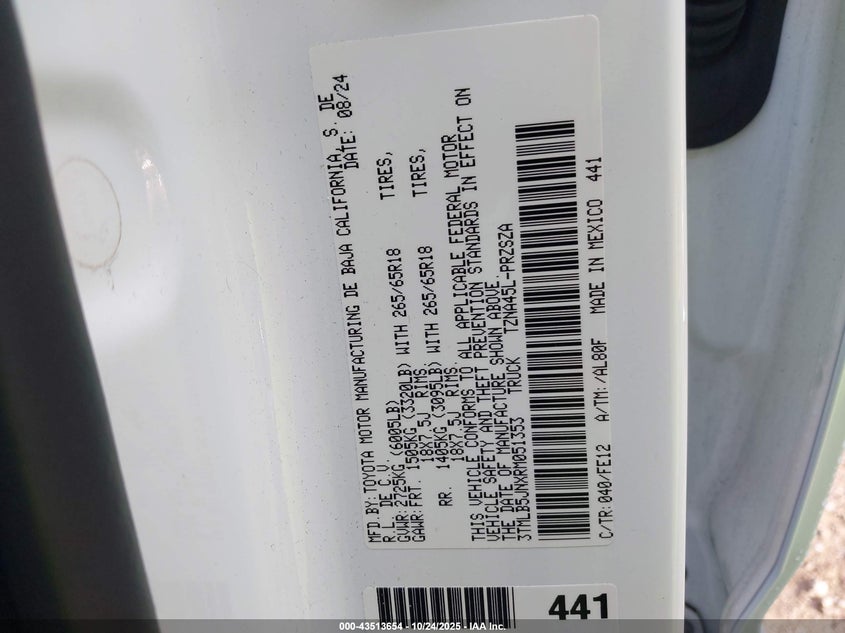 MFD.BY:TOYOTA MOTOR MANUFACTURING DE BAJA CALIFORNIA, S. DE
R.L. DE C.V. DATE: 08/24
GVWR:2725KG (6005LB)
GAWR:FRT. 1505KG (3320LB) WITH 265/65R18 TIRES,
18X7.5J RIMS.
RR. 1405KG (3095LB) WITH 265/65R18 TIRES,
18X7.5J RIMS.
THIS VEHICLE CONFORMS TO ALL APPLICABLE FEDERAL MOTOR
VEHICLE SAFETY AND THEFT PREVENTION STANDARDS IN EFFECT ON
THE DATE OF MANUFACTURE SHOWN ABOVE
3TMLB5JNXRM051353 TRUCK TZNA45L-PRZSZA
C/TR:040/FE12 A/TM:/AL80F MADE IN MEXICO 441
441
000-43513654 - 10/24/2025 - IAA Inc.